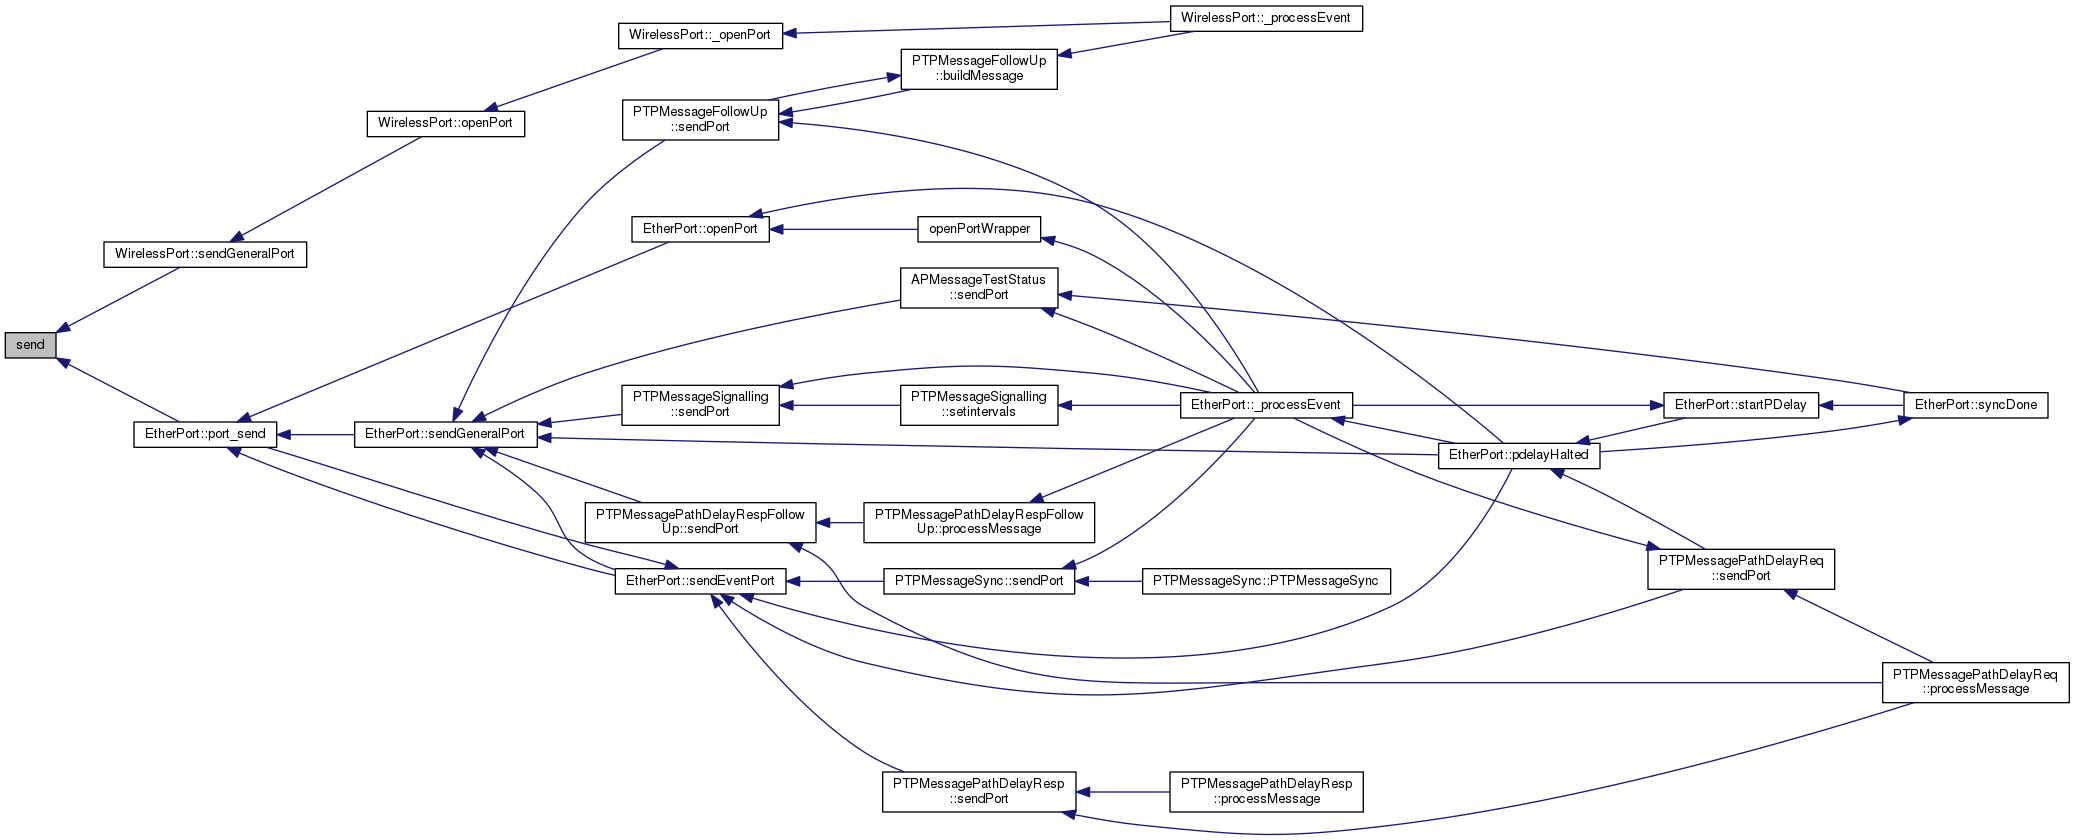 WirelessPort::_processEvent
WirelessPort::_openPort
PTPMessageFollowUp
::buildMessage
PTPMessageFollowUp
::sendPort
WirelessPort::openPort
EtherPort::openPort
openPortWrapper
WirelessPort::sendGeneralPort
APMessageTestStatus
::sendPort
send
PTPMessageSignalling
::sendPort
PTPMessageSignalling
::setintervals
EtherPort::_processEvent
EtherPort::startPDelay
EtherPort::syncDone
EtherPort::port_send
EtherPort::sendGeneralPort
EtherPort::pdelayHalted
PTPMessagePathDelayRespFollow
Up::sendPort
PTPMessagePathDelayRespFollow
Up::processMessage
PTPMessagePathDelayReq
::sendPort
EtherPort::sendEventPort
PTPMessageSync::sendPort
PTPMessageSync::PTPMessageSync
PTPMessagePathDelayReq
::processMessage
PTPMessagePathDelayResp
::sendPort
PTPMessagePathDelayResp
::processMessage